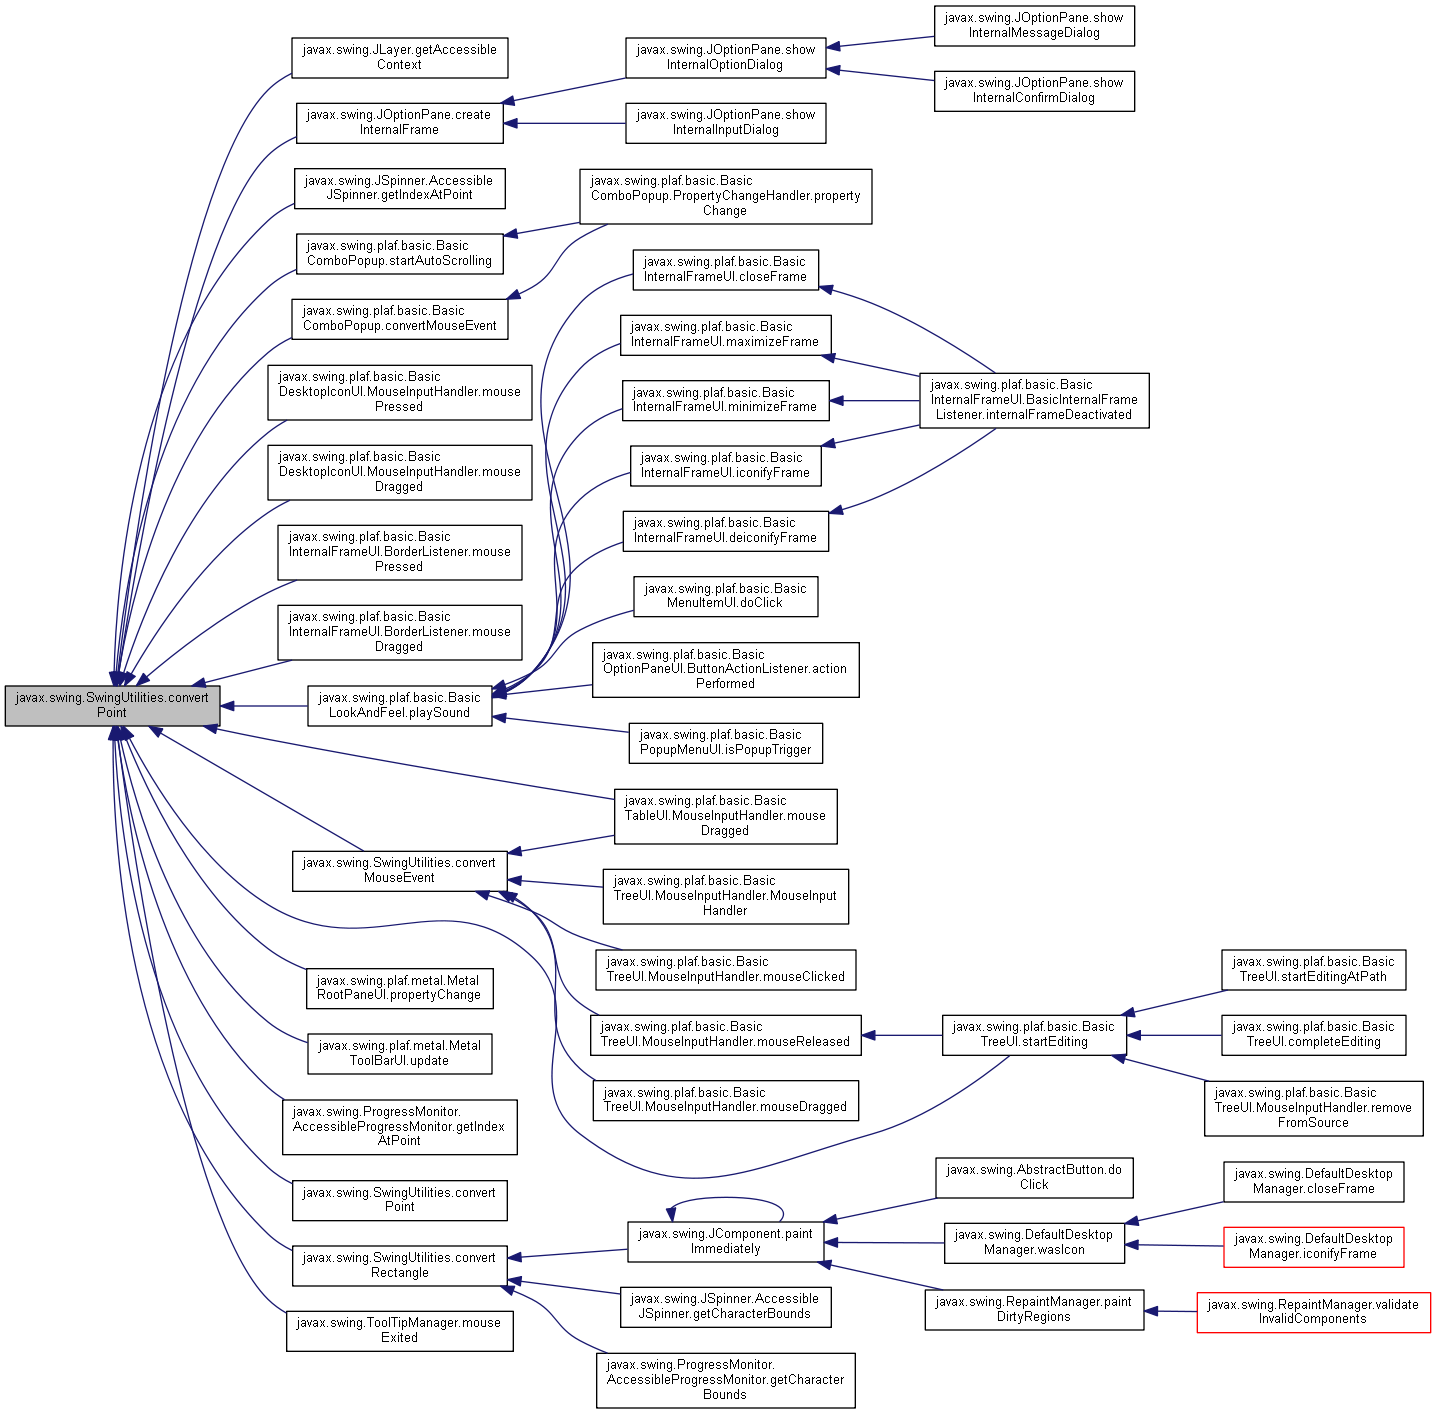 javax.swing.SwingUtilities.convert
Point
javax.swing.JLayer.getAccessible
Context
javax.swing.JOptionPane.create
InternalFrame
javax.swing.JSpinner.Accessible
JSpinner.getIndexAtPoint
javax.swing.plaf.basic.Basic
ComboPopup.startAutoScrolling
javax.swing.plaf.basic.Basic
ComboPopup.convertMouseEvent
javax.swing.plaf.basic.Basic
DesktopIconUI.MouseInputHandler.mouse
Pressed
javax.swing.plaf.basic.Basic
DesktopIconUI.MouseInputHandler.mouse
Dragged
javax.swing.plaf.basic.Basic
InternalFrameUI.BorderListener.mouse
Pressed
javax.swing.plaf.basic.Basic
InternalFrameUI.BorderListener.mouse
Dragged
javax.swing.plaf.basic.Basic
LookAndFeel.playSound
javax.swing.SwingUtilities.convert
MouseEvent
javax.swing.plaf.metal.Metal
RootPaneUI.propertyChange
javax.swing.plaf.metal.Metal
ToolBarUI.update
javax.swing.ProgressMonitor.
AccessibleProgressMonitor.getIndex
AtPoint
javax.swing.SwingUtilities.convert
Point
javax.swing.SwingUtilities.convert
Rectangle
javax.swing.ToolTipManager.mouse
Exited
javax.swing.JOptionPane.show
InternalOptionDialog
javax.swing.JOptionPane.show
InternalInputDialog
javax.swing.plaf.basic.Basic
ComboPopup.PropertyChangeHandler.property
Change
javax.swing.plaf.basic.Basic
InternalFrameUI.closeFrame
javax.swing.plaf.basic.Basic
InternalFrameUI.maximizeFrame
javax.swing.plaf.basic.Basic
InternalFrameUI.minimizeFrame
javax.swing.plaf.basic.Basic
InternalFrameUI.iconifyFrame
javax.swing.plaf.basic.Basic
InternalFrameUI.deiconifyFrame
javax.swing.plaf.basic.Basic
MenuItemUI.doClick
javax.swing.plaf.basic.Basic
OptionPaneUI.ButtonActionListener.action
Performed
javax.swing.plaf.basic.Basic
PopupMenuUI.isPopupTrigger
javax.swing.plaf.basic.Basic
TableUI.MouseInputHandler.mouse
Dragged
javax.swing.plaf.basic.Basic
TreeUI.MouseInputHandler.MouseInput
Handler
javax.swing.plaf.basic.Basic
TreeUI.MouseInputHandler.mouseClicked
javax.swing.plaf.basic.Basic
TreeUI.MouseInputHandler.mouseReleased
javax.swing.plaf.basic.Basic
TreeUI.MouseInputHandler.mouseDragged
javax.swing.JComponent.paint
Immediately
javax.swing.JSpinner.Accessible
JSpinner.getCharacterBounds
javax.swing.ProgressMonitor.
AccessibleProgressMonitor.getCharacter
Bounds
javax.swing.JOptionPane.show
InternalMessageDialog
javax.swing.JOptionPane.show
InternalConfirmDialog
javax.swing.plaf.basic.Basic
InternalFrameUI.BasicInternalFrame
Listener.internalFrameDeactivated
javax.swing.plaf.basic.Basic
TreeUI.startEditing
javax.swing.AbstractButton.do
Click
javax.swing.DefaultDesktop
Manager.wasIcon
javax.swing.RepaintManager.paint
DirtyRegions
javax.swing.plaf.basic.Basic
TreeUI.startEditingAtPath
javax.swing.plaf.basic.Basic
TreeUI.completeEditing
javax.swing.plaf.basic.Basic
TreeUI.MouseInputHandler.remove
FromSource
javax.swing.DefaultDesktop
Manager.closeFrame
javax.swing.DefaultDesktop
Manager.iconifyFrame
javax.swing.RepaintManager.validate
InvalidComponents